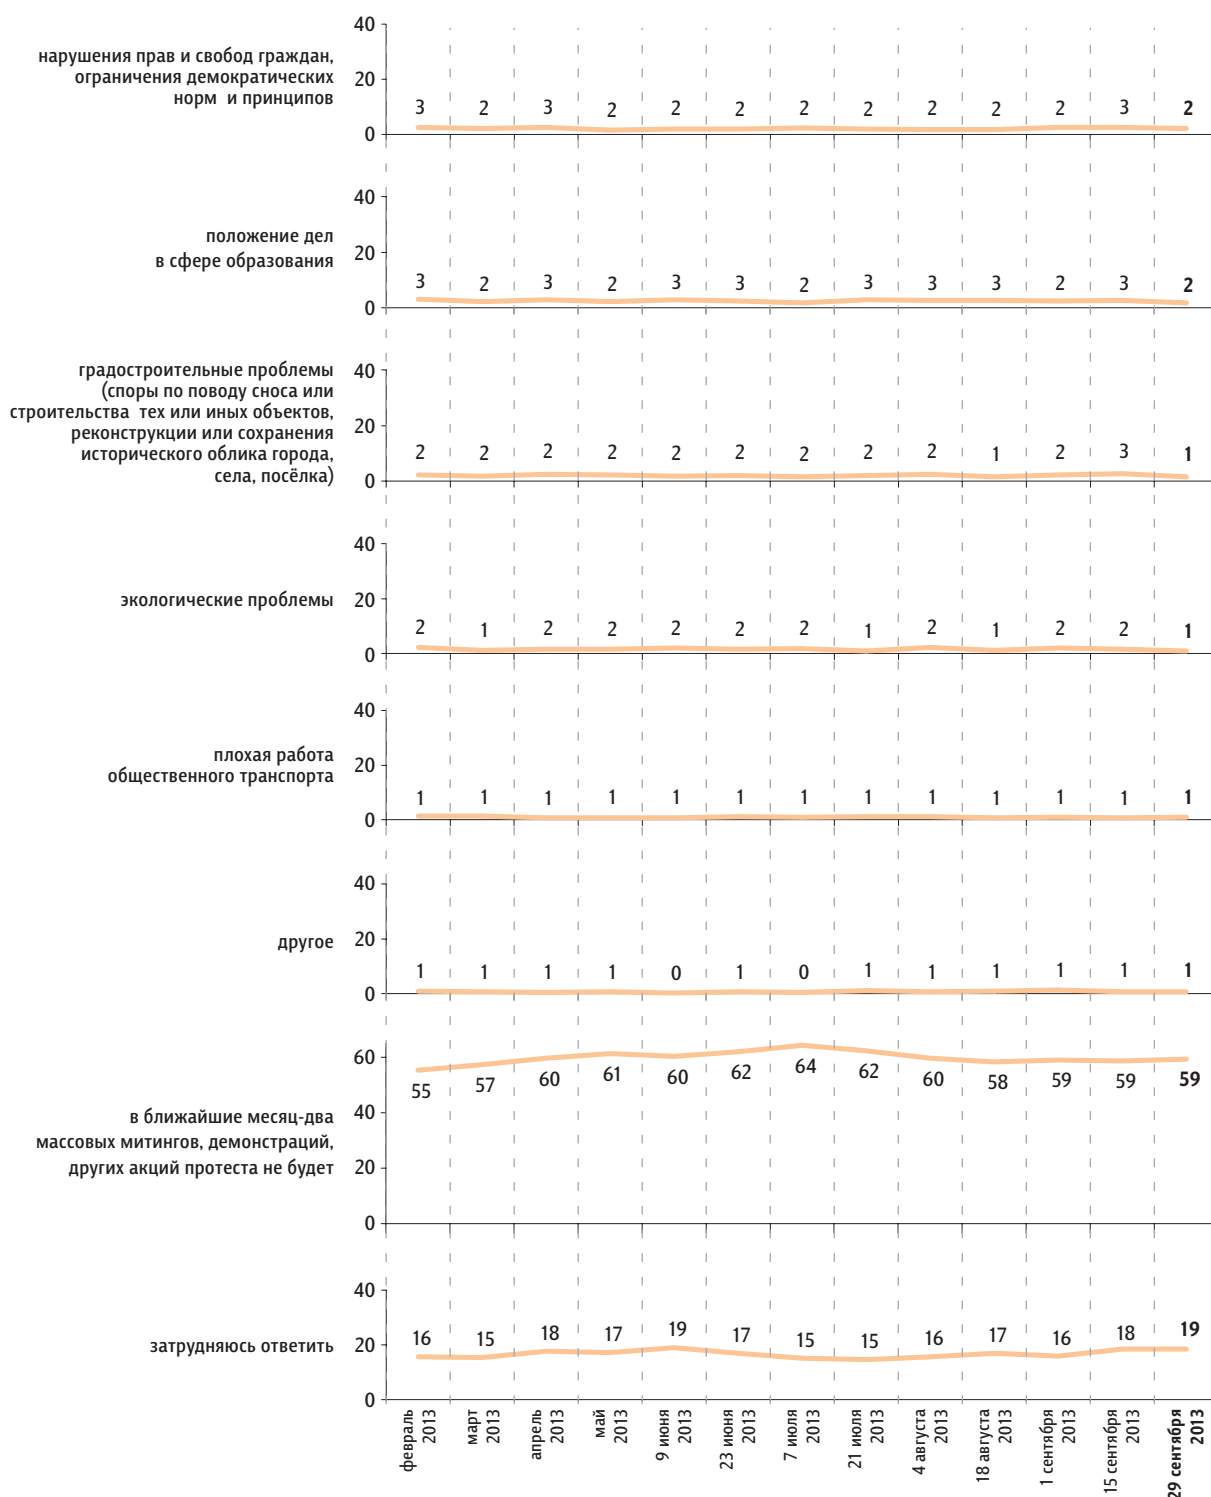 40
нарушения прав и свобод граждан,
ограничения демократических
норм и принципов
20
3 2 3 2 2 2 2 2 2 2 2 3 2
0
40
положение дел
в сфере образования
20
3 2 3 2 3 3 2 3 3 3 2 3 2
0
градостроительные проблемы
(споры по поводу сноса или
строительства тех или иных объектов,
реконструкции или сохранения
исторического облика города,
села, посёлка)
40
20
2 2 2 2 2 2 2 2 2 1 2 3 1
0
40
экологические проблемы
20
2 1 2 2 2 2 2 1 2 1 2 2 1
0
40
плохая работа
общественного транспорта
20
1 1 1 1 1 1 1 1 1 1 1 1 1
0
40
другое
20
1 1 1 1 0 1 0 1 1 1 1 1 1
0
60
55 57 60 61 60 62 64 62 60 58 59 59 59
в ближайшие месяц-два
массовых митингов, демонстраций,
других акций протеста не будет
40
20
0
40
затрудняюсь ответить
20
16 15 18 17 19 17 15 15 16 17 16 18 19
0
февраль
2013
март
2013
апрель
2013
май
2013
9 июня
2013
23 июня
2013
7 июля
2013
21 июля
2013
4 августа
2013
18 августа
2013
1 сентября
2013
15 сентября
2013
29 сентября
2013